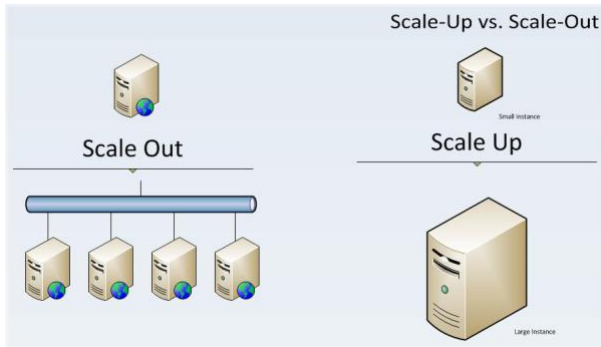 Scale-Up vs. Scale-Out
Small Instance
Scale Out
Scale Up
Large Instance